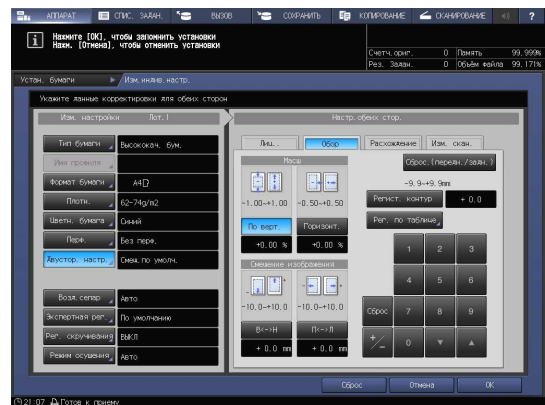 АППАРАТ СПИС. ЗАДАН. ВЫЗОВ СОХРАНИТЬ КОПИРОВАНИЕ СКАНИРОВАНИЕ ?
Нажмите [OK], чтобы запомнить установки
Нажм. [Отмена], чтобы отменить установки
Счетч.ориг. 0 Память 99.999%
Рез. Задан. 0 Объём файла 99.171%
Устан. бумаги Изм.индив.настр.
Укажите данные корректировки для обеих сторон
Изм. настройки Лот.1
Настр.обеих стор.
Тип бумаги Высококач. бум.
Имя профиля
Формат бумаги A4
Плотн. 62-74g/m2
Цветн. бумага Синий
Перф. Без перф.
Двустор. настр. Смещ.по умолч.
Возд.сепар Авто
Экспертная рег. По умолчанию
Рег. скручивания ВЫКЛ
Режим осушения Авто
Лиц.. Обор Расхождение Изм. скан.
Масш
-1.00~+1.00 -0.50~+0.50
По верт. Горизонт.
+0.00 % +0.00 %
Смещение изображения
-10.0~+10.0 -10.0~+10.0
В<->Н П<->Л
+ 0.0 mm + 0.0 mm
Сброс.(передн./задн.)
-9.9~+9.9mm
Регист. контур + 0.0
Рег. по таблице
1 2 3
4 5 6
Сброс 7 8 9
+/- 0 ▼ ▲
Сброс Отмена OK
21:07 Готов к приему